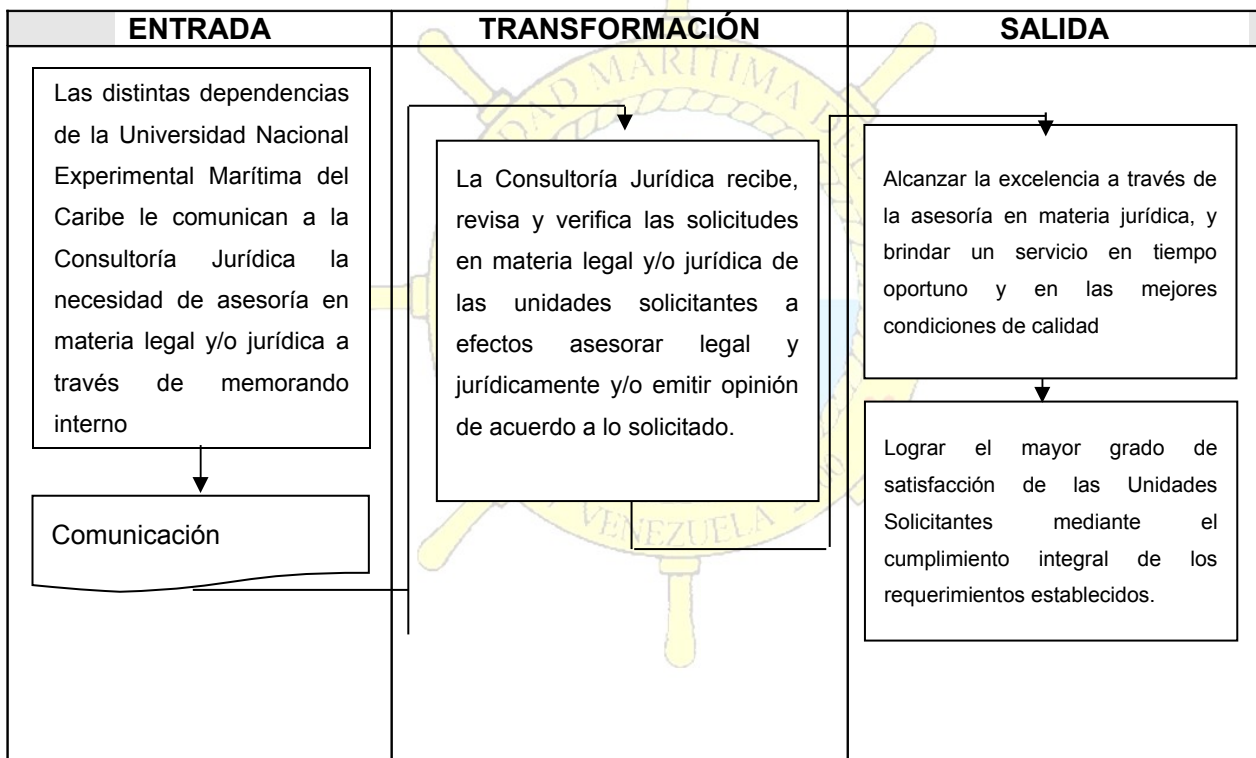 ENTRADA
TRANSFORMACIÓN
SALIDA
Las distintas dependencias
de la Universidad Nacional
Experimental Marítima del
Caribe le comunican a la
Consultoría Jurídica la
necesidad de asesoría en
materia legal y/o jurídica a
través de memorando
interno
Comunicación
La Consultoría Jurídica recibe,
revisa y verifica las solicitudes
en materia legal y/o jurídica de
las unidades solicitantes a
efectos asesorar legal y
jurídicamente y/o emitir opinión
de acuerdo a lo solicitado.
Alcanzar la excelencia a través de
la asesoría en materia jurídica, y
brindar un servicio en tiempo
oportuno y en las mejores
condiciones de calidad
Lograr el mayor grado de
satisfacción de las Unidades
Solicitantes mediante el
cumplimiento integral de los
requerimientos establecidos.
MARITIMA
VENEZUELA